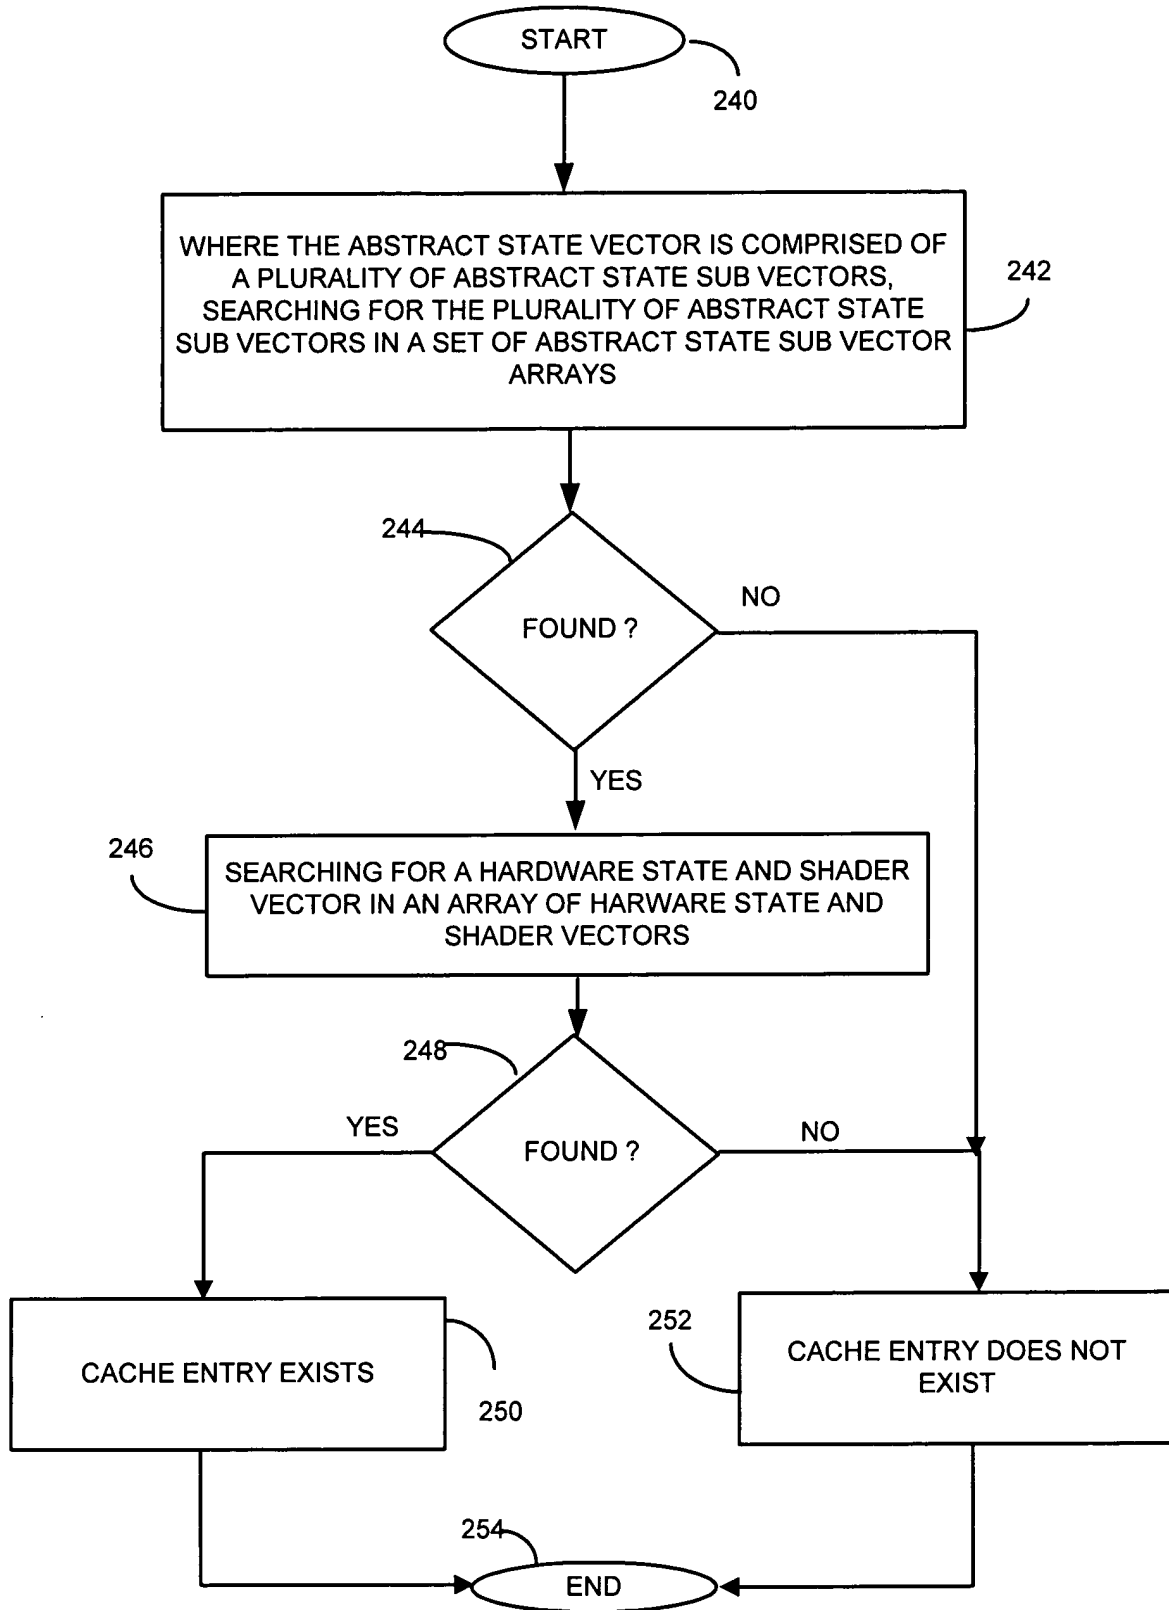 START
240
WHERE THE ABSTRACT STATE VECTOR IS COMPRISED OF
A PLURALITY OF ABSTRACT STATE SUB VECTORS,
SEARCHING FOR THE PLURALITY OF ABSTRACT STATE
SUB VECTORS IN A SET OF ABSTRACT STATE SUB VECTOR
ARRAYS
242
244
FOUND ?
NO
YES
246
SEARCHING FOR A HARDWARE STATE AND SHADER
VECTOR IN AN ARRAY OF HARWARE STATE AND
SHADER VECTORS
248
YES
FOUND ?
NO
CACHE ENTRY EXISTS
250
252
CACHE ENTRY DOES NOT
EXIST
254
END